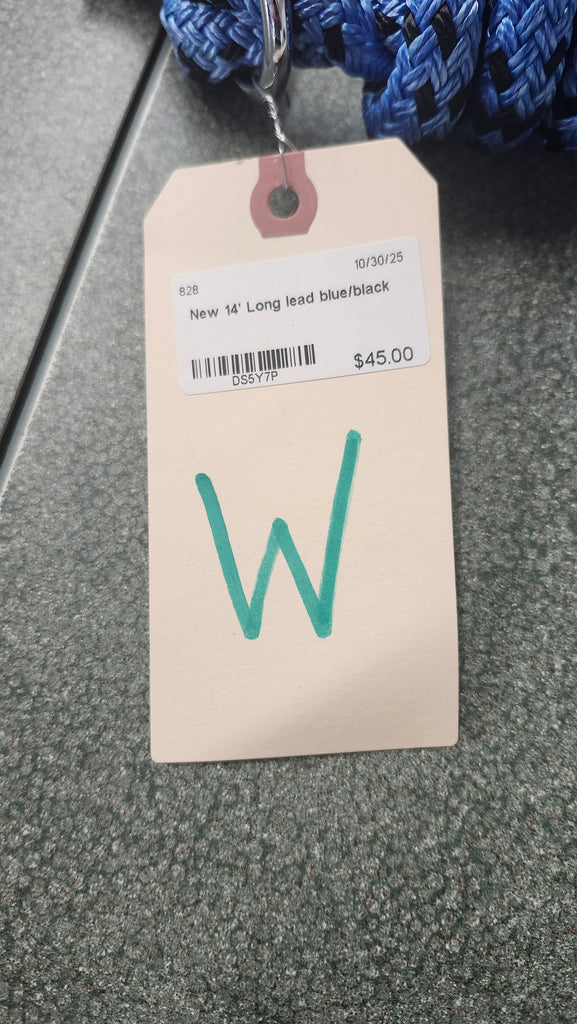 10/30/25
828
New 14' Long lead blue/black
$45.00
DS5Y7P
W